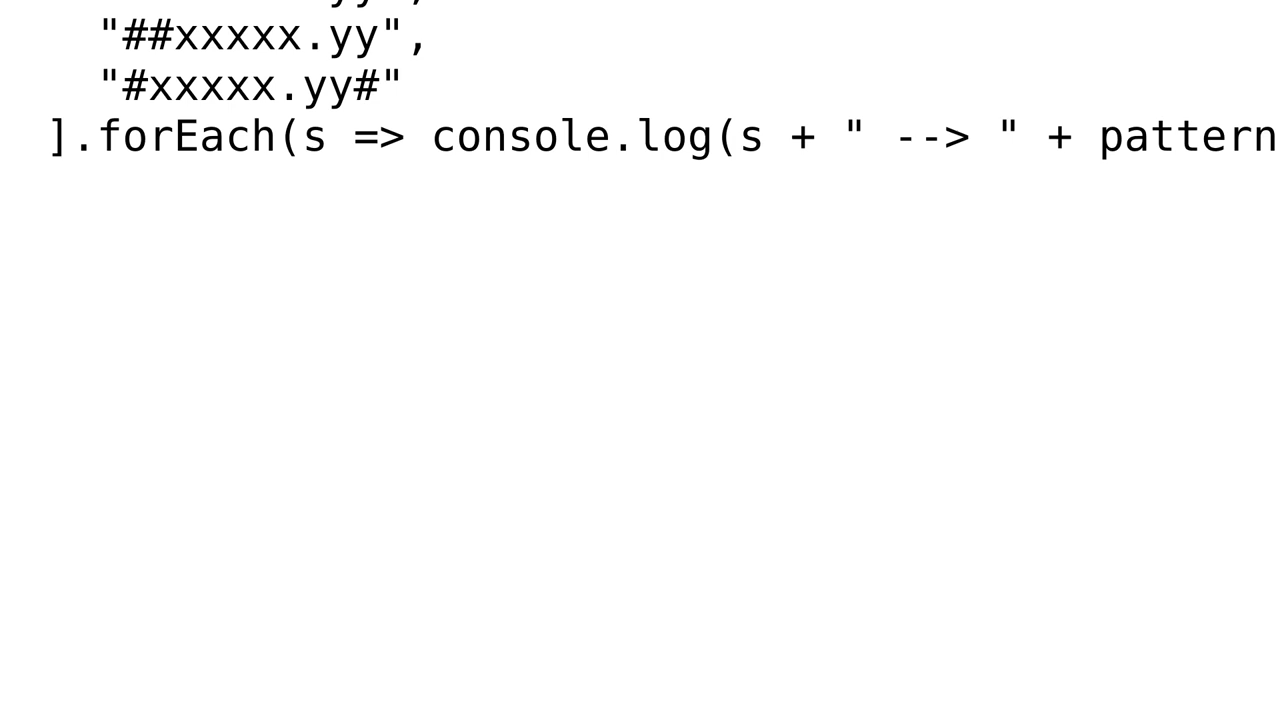 "##xxxxx.yy",
"#xxxxx.yy#"
].forEach(s => console.log(s + " --> " + pattern